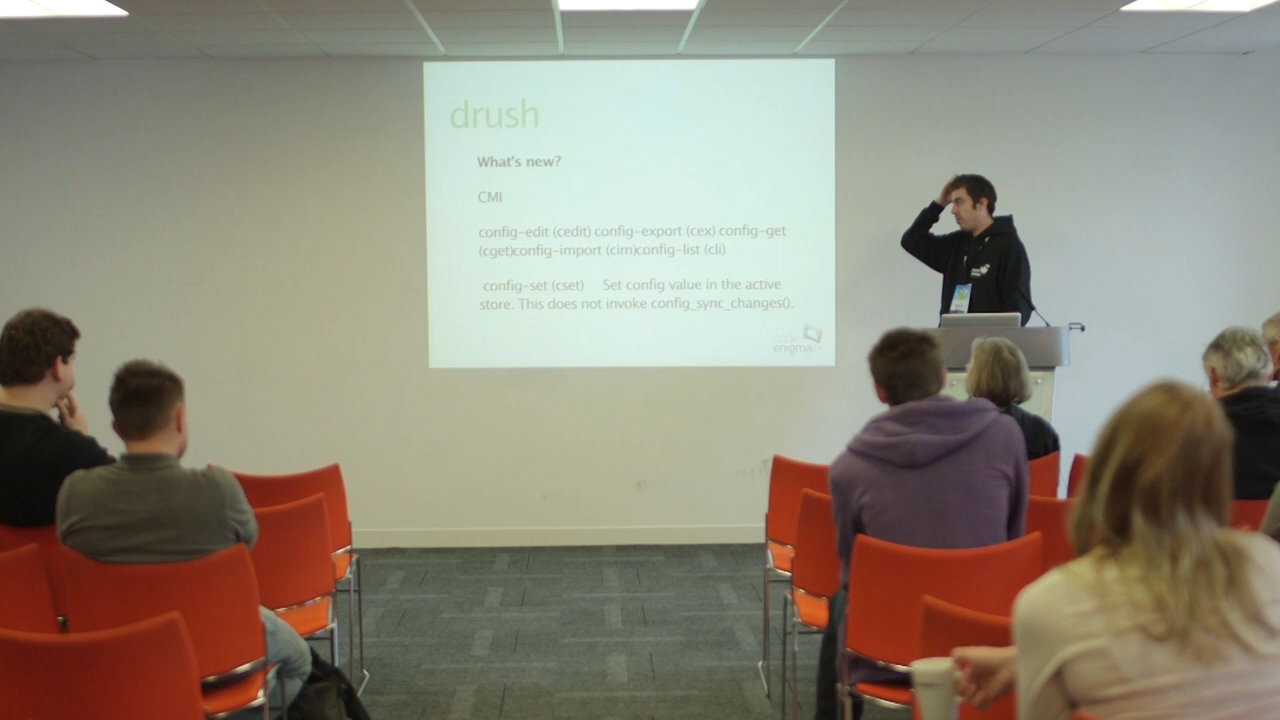 drush
What's new?
CMI
config-edit (cedit) config-export (cex) config-get
(cget)config-import (cim)config-list (cli)
config-set (cset) Set config value in the active
store. This does not invoke config_sync_changes().
code
enigma